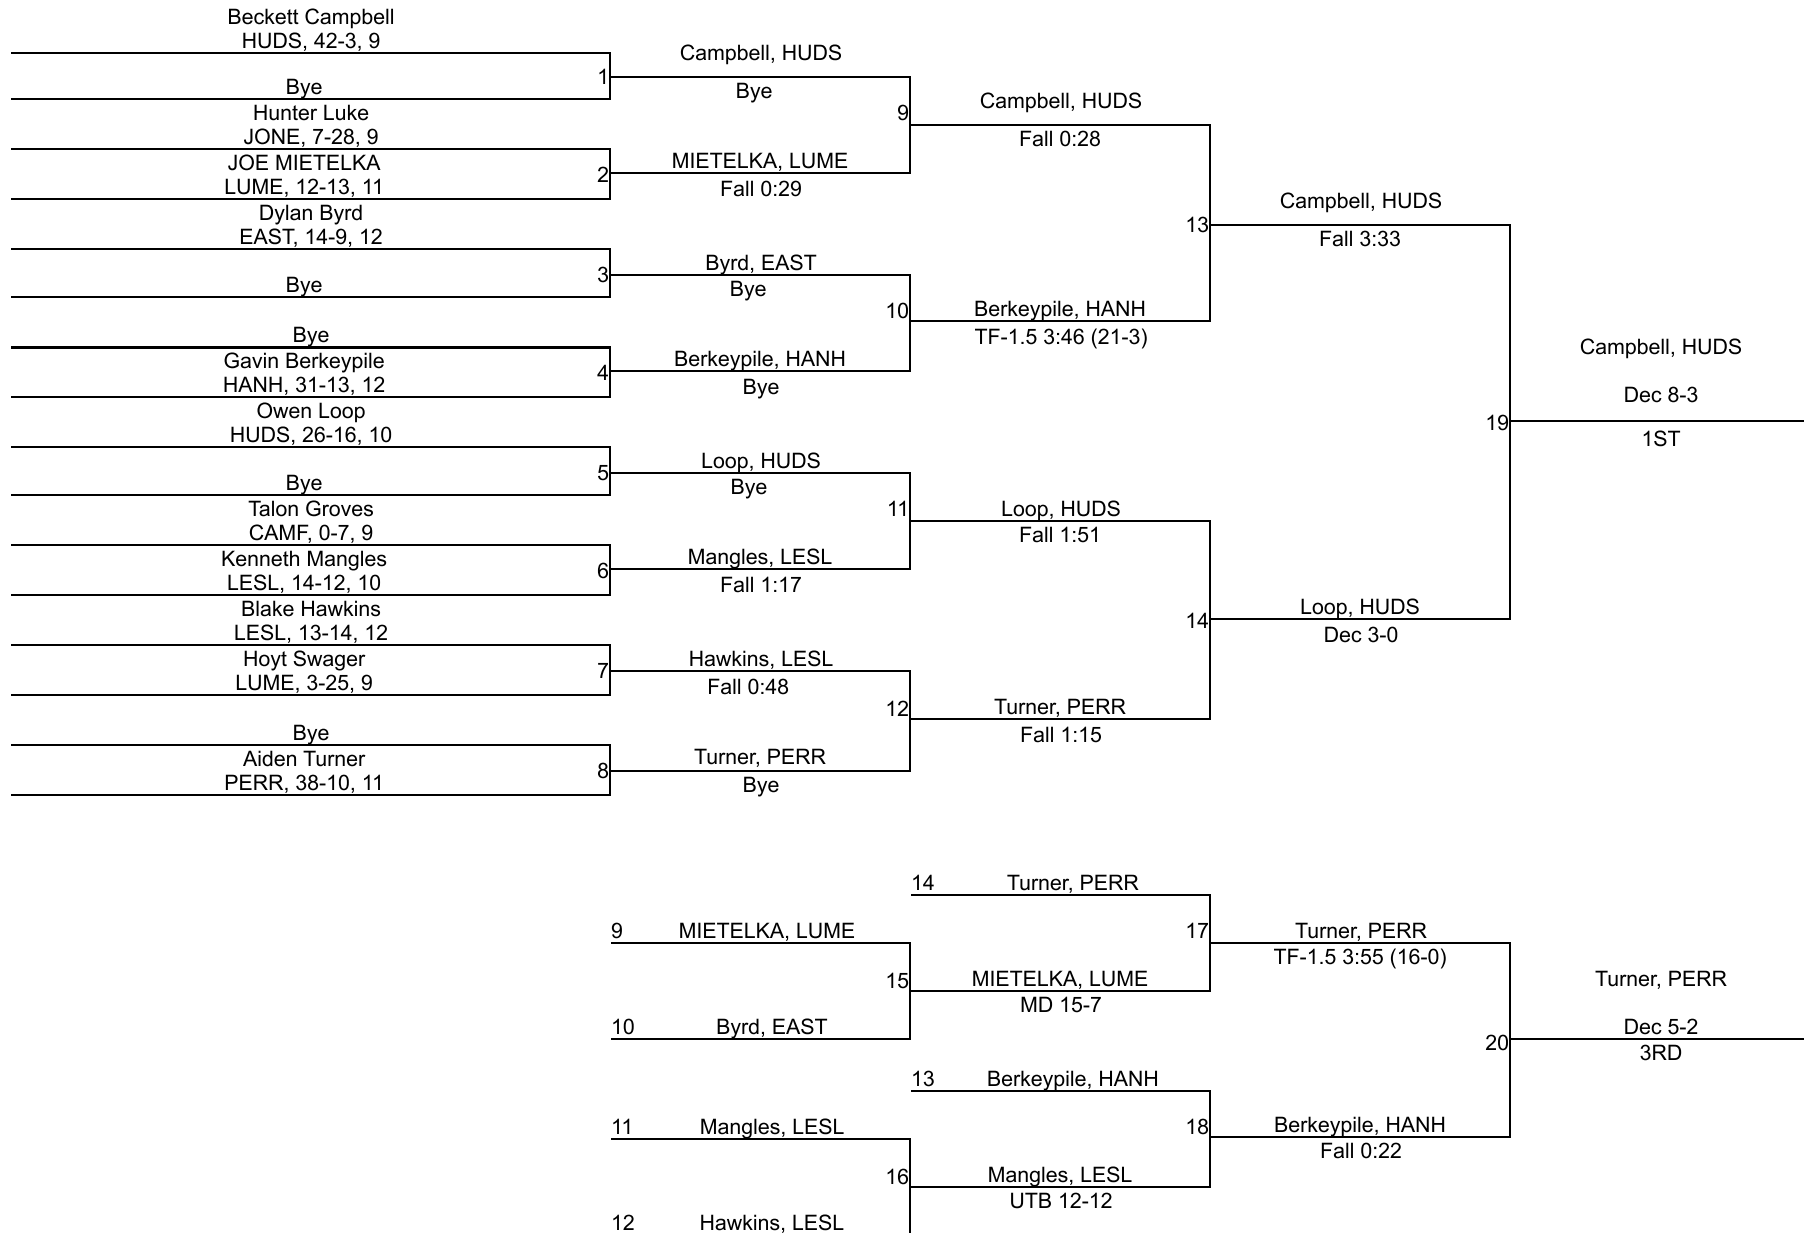 Beckett Campbell
HUDS, 42-3, 9
Bye
Hunter Luke
JONE, 7-28, 9
JOE MIETELKA
LUME, 12-13, 11
Dylan Byrd
EAST, 14-9, 12
Bye
Bye
Gavin Berkeypile
HANH, 31-13, 12
Owen Loop
HUDS, 26-16, 10
Bye
Talon Groves
CAMF, 0-7, 9
Kenneth Mangles
LESL, 14-12, 10
Blake Hawkins
LESL, 13-14, 12
Hoyt Swager
LUME, 3-25, 9
Bye
Aiden Turner
PERR, 38-10, 11
1
2
3
4
5
6
7
8
Campbell, HUDS
Bye
MIETELKA, LUME
Fall 0:29
Byrd, EAST
Bye
Berkeypile, HANH
Bye
Loop, HUDS
Bye
Mangles, LESL
Fall 1:17
Hawkins, LESL
Fall 0:48
Turner, PERR
Bye
9
10
11
12
Campbell, HUDS
Fall 0:28
Berkeypile, HANH
TF-1.5 3:46 (21-3)
Loop, HUDS
Fall 1:51
Turner, PERR
Fall 1:15
13
14
Campbell, HUDS
Fall 3:33
Loop, HUDS
Dec 3-0
19
Campbell, HUDS
Dec 8-3
1ST
9 MIETELKA, LUME
10 Byrd, EAST
11 Mangles, LESL
12 Hawkins, LESL
15
16
14 Turner, PERR
MIETELKA, LUME
MD 15-7
13 Berkeypile, HANH
Mangles, LESL
UTB 12-12
17
18
Turner, PERR
TF-1.5 3:55 (16-0)
Berkeypile, HANH
Fall 0:22
20
Turner, PERR
Dec 5-2
3RD